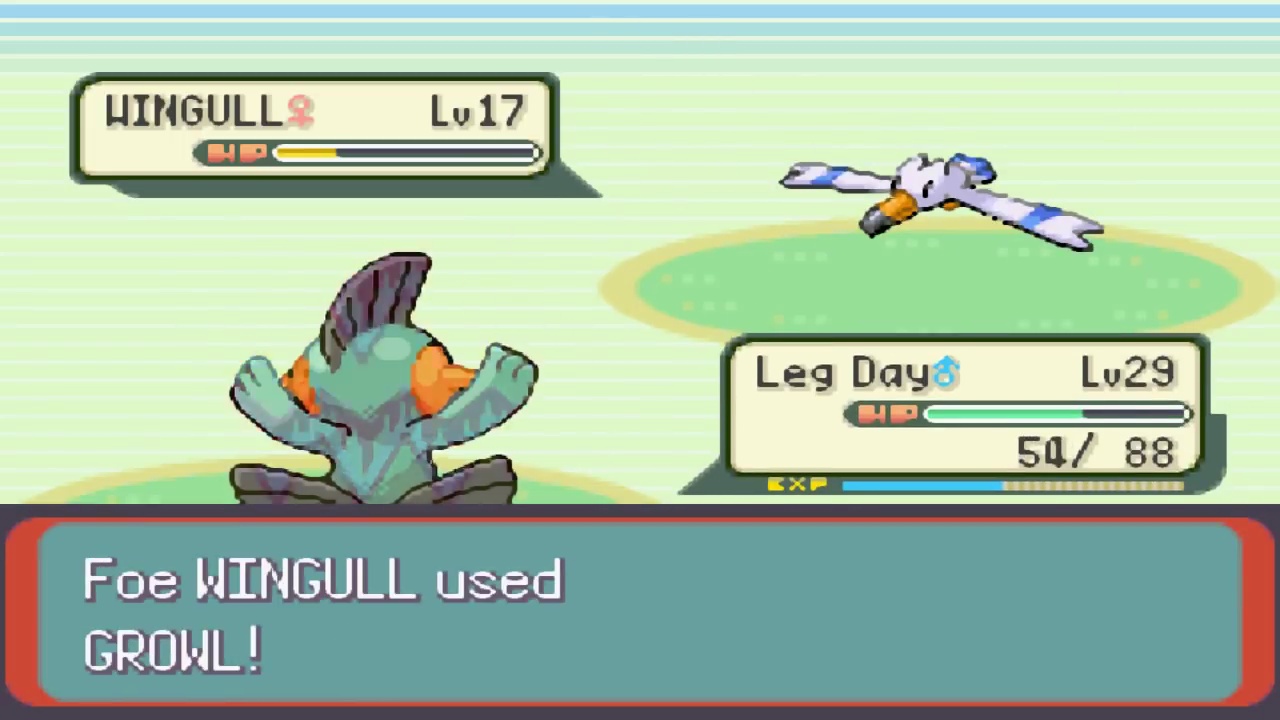 WINGULL♀ Lv17
HP
Leg Day♂ Lv29
HP
54/ 88
EXP
Foe WINGULL used
GROWL!